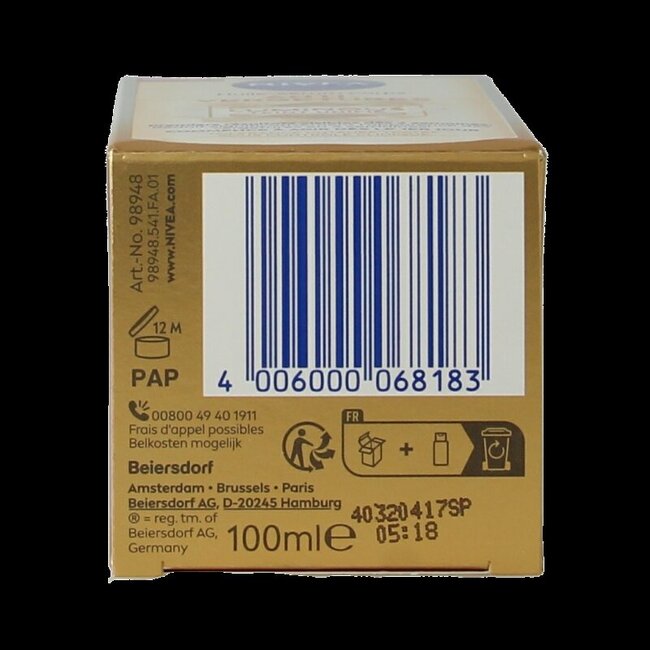 NIVEA
Art.-No. 98948
98948.541.FA.01
www.NIVEA.com
12 M
PAP
4 006000 068183
00800 49 40 1911
Frais d'appel possibles
Belkosten mogelijk
FR
+
Beiersdorf
Amsterdam • Brussels • Paris
Beiersdorf AG, D-20245 Hamburg
® = reg. tm. of
Beiersdorf AG,
Germany
100ml e
40320417SP
05:18